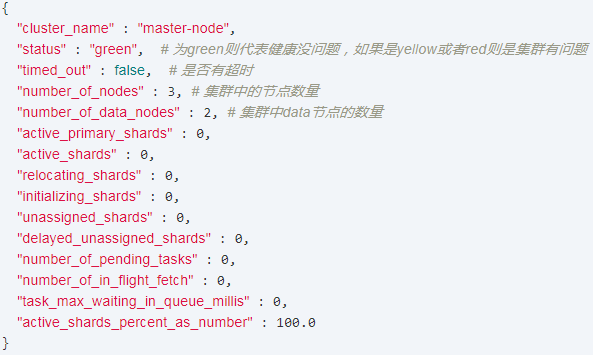 {
"cluster_name" : "master-node",
"status" : "green",  # 为green则代表健康没问题，如果是yellow或者red则是集群有问题
"timed_out" : false,  # 是否有超时
"number_of_nodes" : 3, # 集群中的节点数量
"number_of_data_nodes" : 2, # 集群中data节点的数量
"active_primary_shards" : 0,
"active_shards" : 0,
"relocating_shards" : 0,
"initializing_shards" : 0,
"unassigned_shards" : 0,
"delayed_unassigned_shards" : 0,
"number_of_pending_tasks" : 0,
"number_of_in_flight_fetch" : 0,
"task_max_waiting_in_queue_millis" : 0,
"active_shards_percent_as_number" : 100.0
}